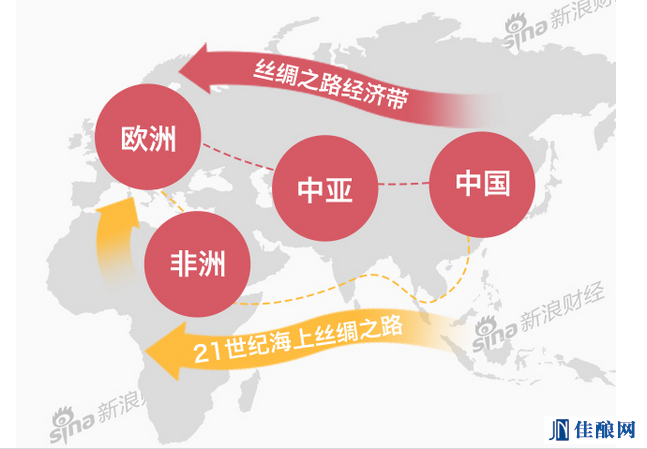 sina 新浪财经
丝绸之路经济带
欧洲
中亚
中国
非洲
21世纪海上丝绸之路
sina 新浪财经
sina 新浪财
JN 佳酿网